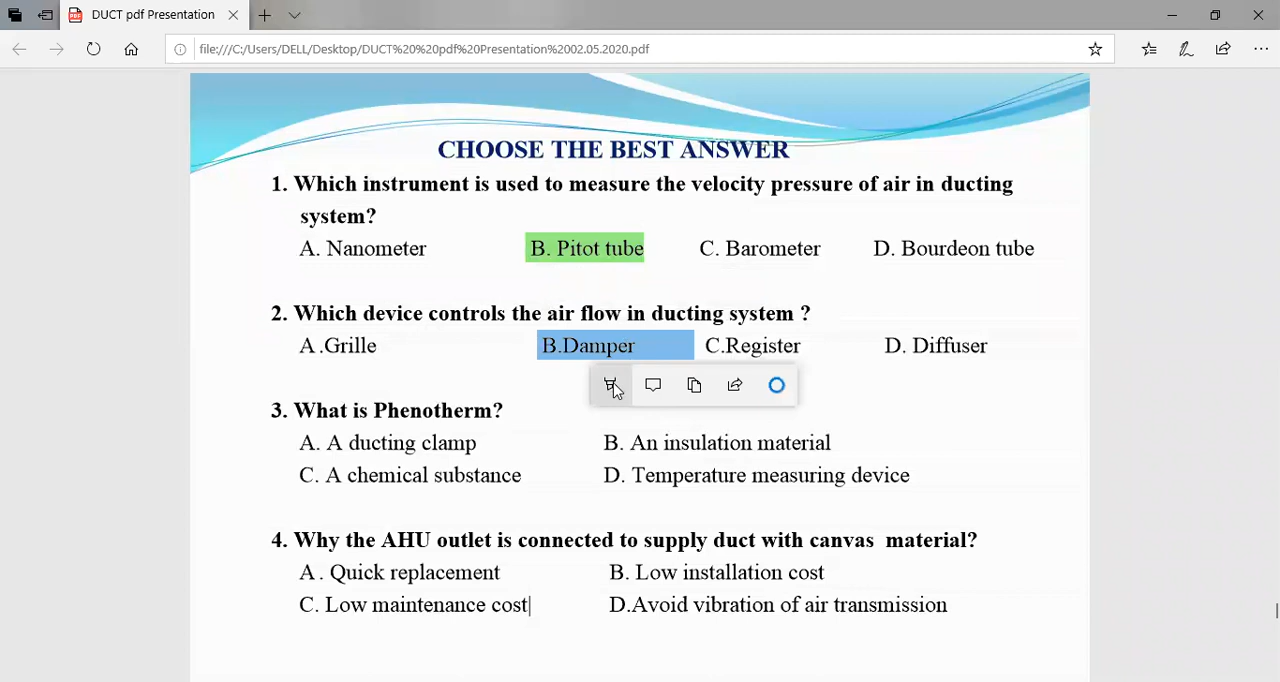 DUCT pdf Presentation
file:///C:/Users/DELL/Desktop/DUCT%20%20pdf%20Presentation%2002.05.2020.pdf
CHOOSE THE BEST ANSWER
1. Which instrument is used to measure the velocity pressure of air in ducting
system?
A. Nanometer B. Pitot tube C. Barometer D. Bourdeon tube
2. Which device controls the air flow in ducting system ?
A .Grille B.Damper C.Register D. Diffuser
3. What is Phenotherm?
A. A ducting clamp B. An insulation material
C. A chemical substance D. Temperature measuring device
4. Why the AHU outlet is connected to supply duct with canvas  material?
A . Quick replacement B. Low installation cost
C. Low maintenance cost D.Avoid vibration of air transmission